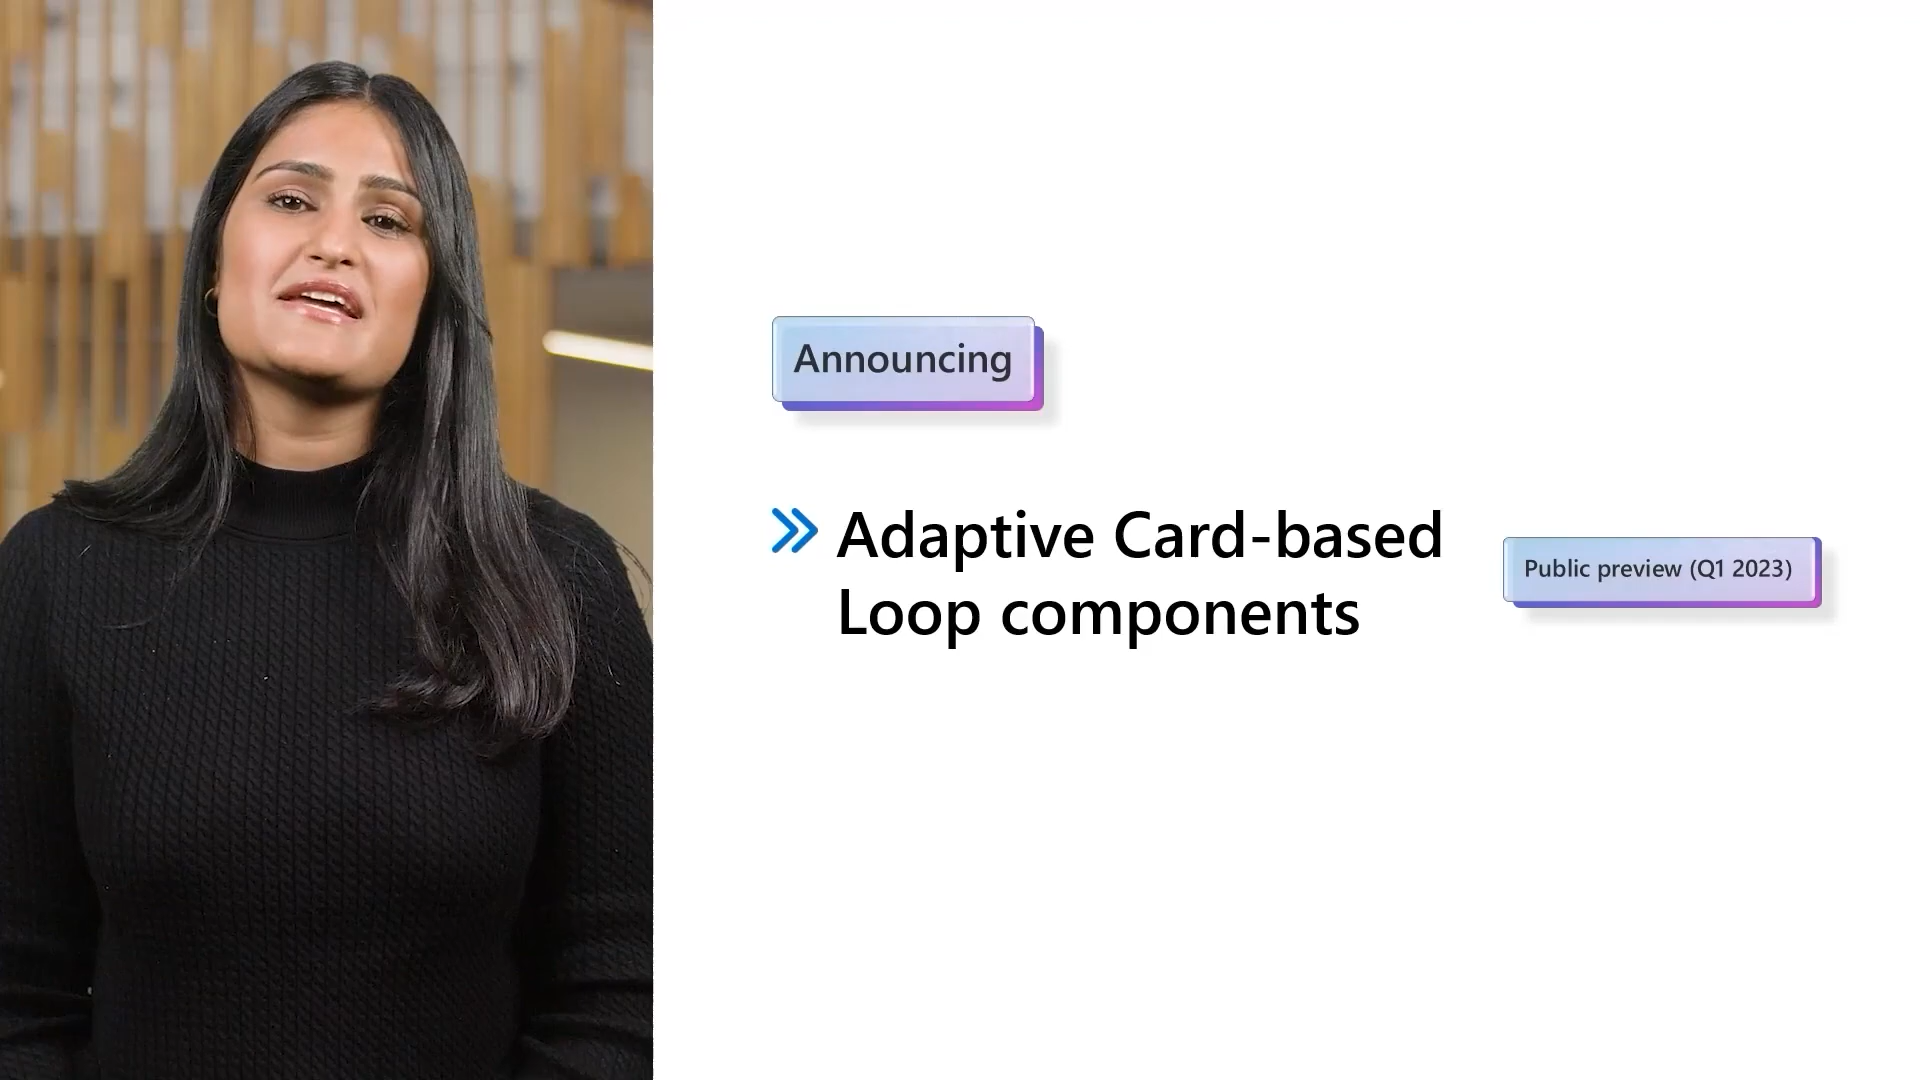 Announcing
Adaptive Card-based
Loop components
Public preview (Q1 2023)